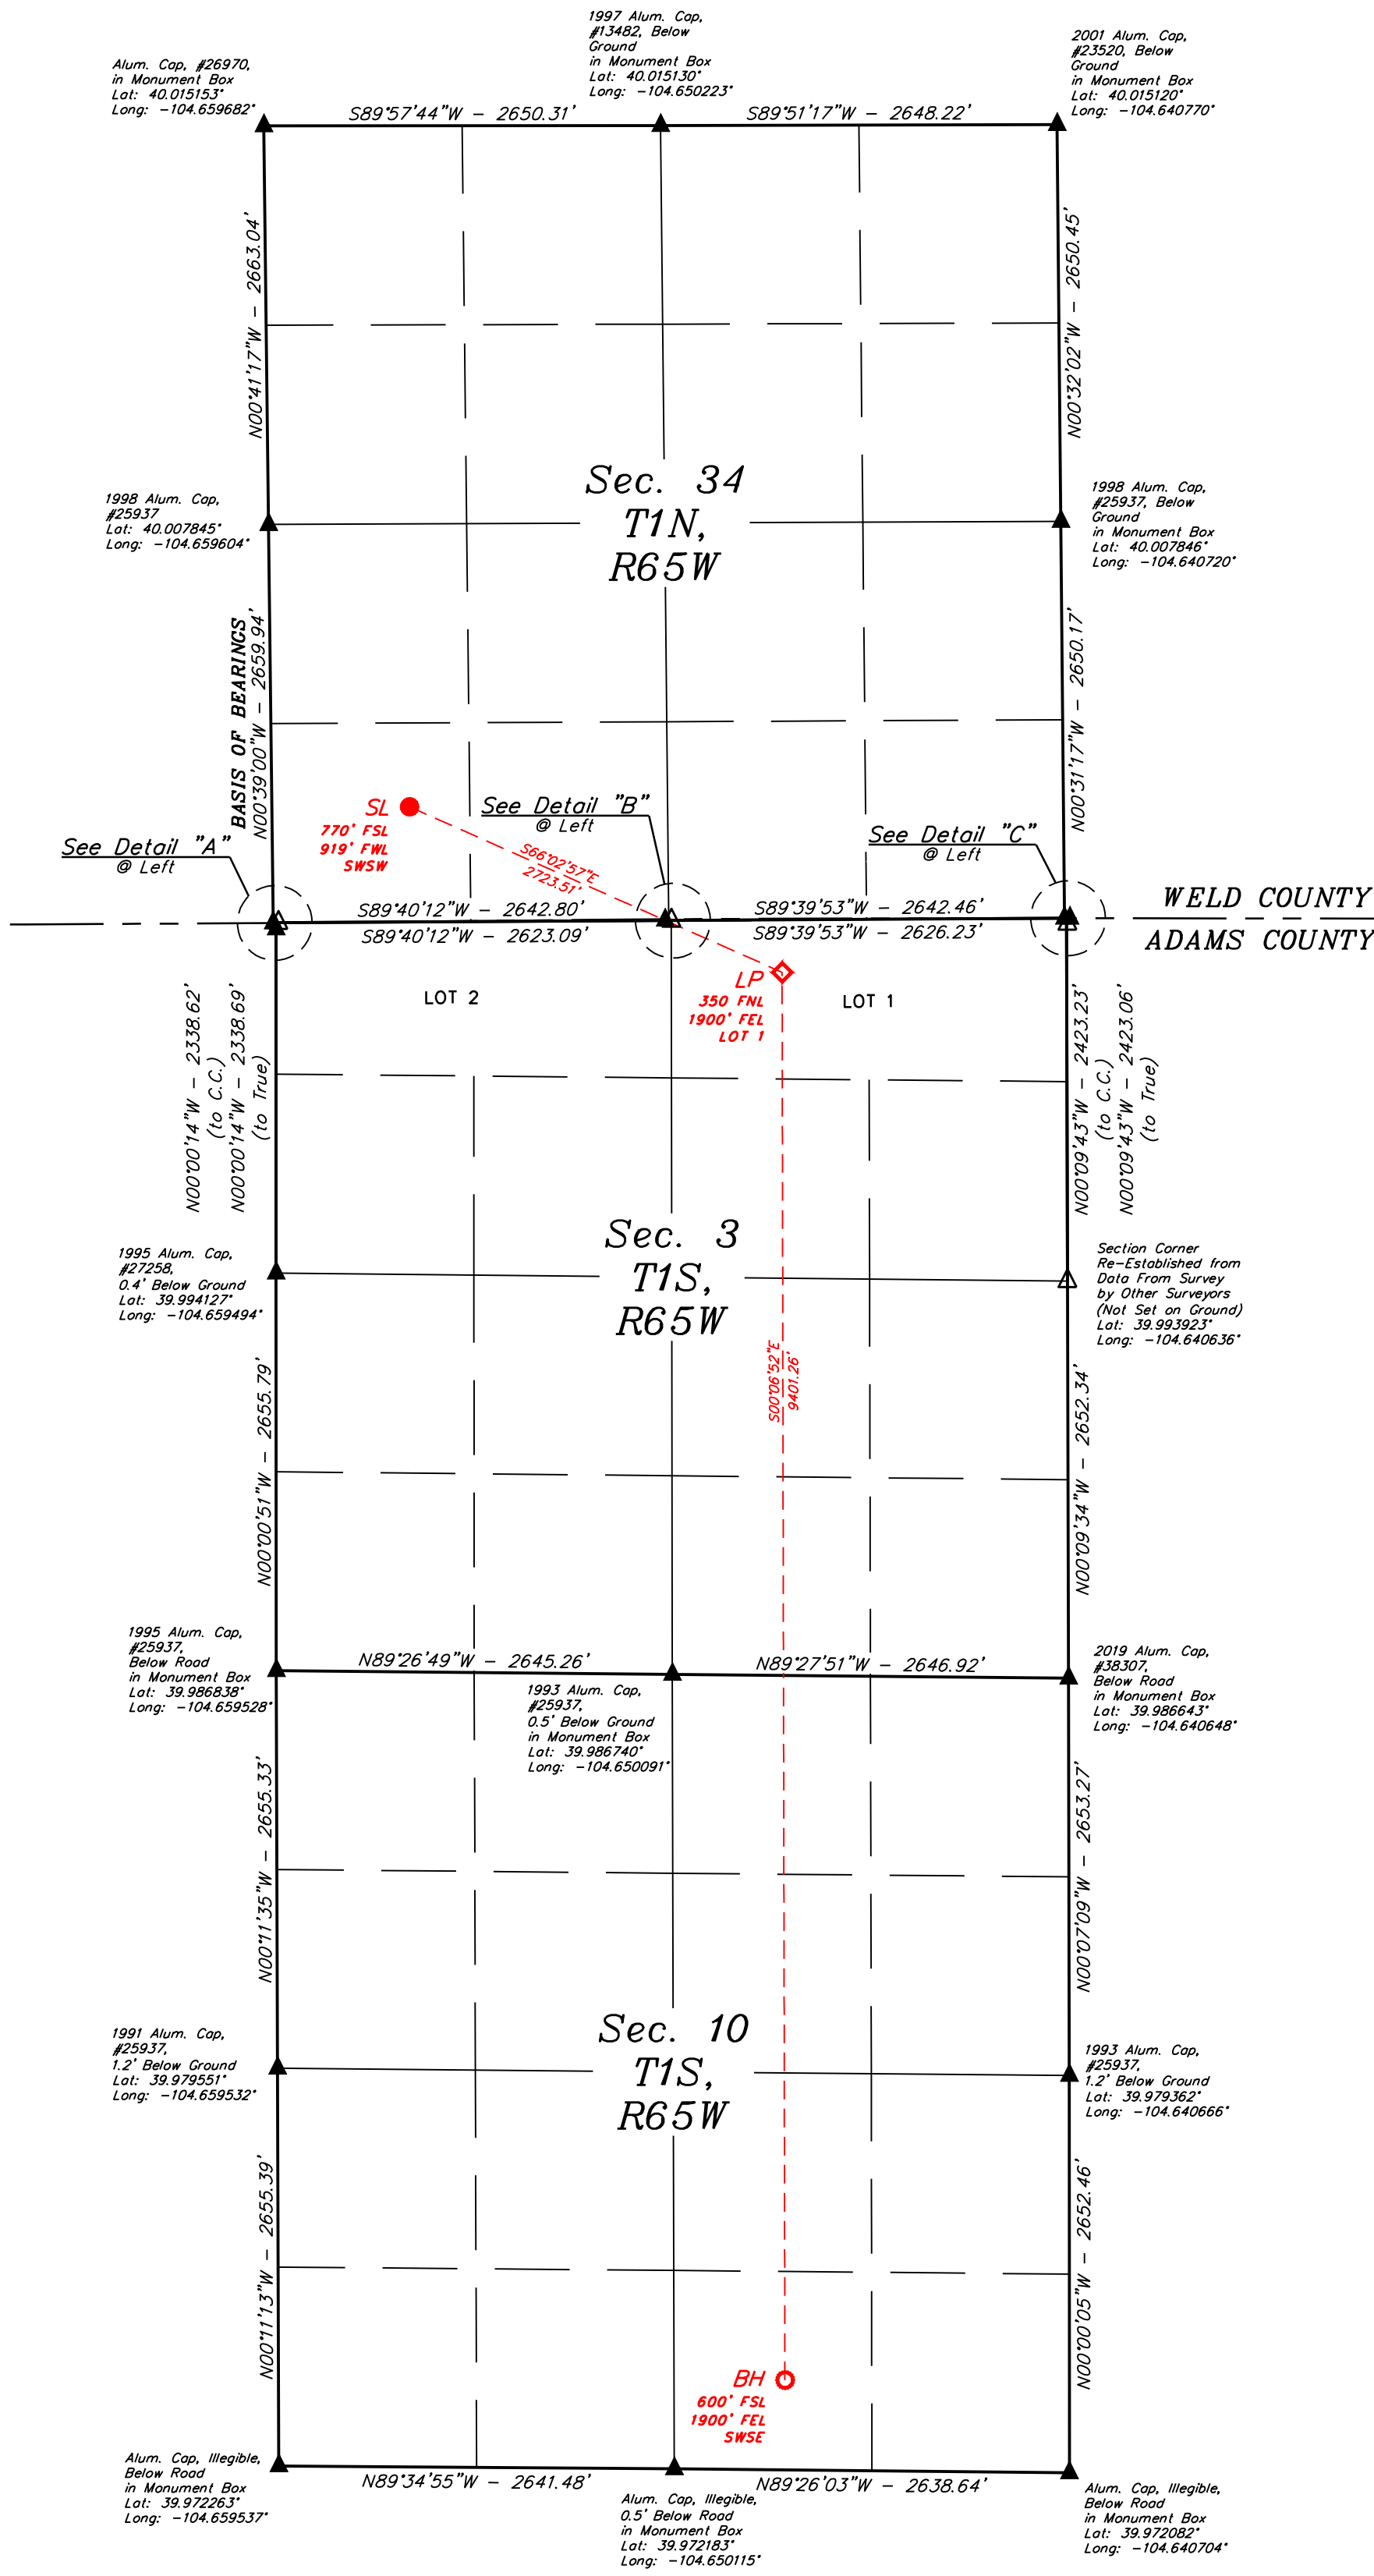 1997 Alum. Cap,
#13482, Below
Ground
in Monument Box
Lat: 40.015130°
Long: -104.650223°
2001 Alum. Cap,
#23520, Below
Ground
in Monument Box
Lat: 40.015120°
Long: -104.640770°
Alum. Cap, #26970,
in Monument Box
Lat: 40.015153°
Long: -104.659682°
S89°57'44"W - 2650.31'
S89°51'17"W - 2648.22'
N00°41'17"W - 2663.04'
N00°32'02"W - 2650.45'
Sec. 34
T1N,
R65W
1998 Alum. Cap,
#25937
Lat: 40.007845°
Long: -104.659604°
1998 Alum. Cap,
#25937, Below
Ground
in Monument Box
Lat: 40.007846°
Long: -104.640720°
BASIS OF BEARINGS
N00°39'00"W - 2659.94'
N00°31'17"W - 2650.17'
SL
770' FSL
919' FWL
SWSW
S66°02'57"E
2723.51'
See Detail "A"
@ Left
See Detail "B"
@ Left
See Detail "C"
@ Left
S89°40'12"W - 2642.80'
S89°39'53"W - 2642.46'
S89°40'12"W - 2623.09'
S89°39'53"W - 2626.23'
WELD COUNTY
ADAMS COUNTY
LOT 2
LOT 1
LP
350 FNL
1900' FEL
LOT 1
N00°00'14"W - 2338.62'
(to C.C.)
N00°00'14"W - 2338.69'
(to True)
N00°09'43"W - 2423.23'
(to C.C.)
N00°09'43"W - 2423.06'
(to True)
Sec. 3
T1S,
R65W
1995 Alum. Cap,
#27258,
0.4' Below Ground
Lat: 39.994127°
Long: -104.659494°
Section Corner
Re-Established from
Data From Survey
by Other Surveyors
(Not Set on Ground)
Lat: 39.993923°
Long: -104.640636°
S00°06'52"E
9401.26'
N00°00'51"W - 2655.79'
N00°09'34"W - 2652.34'
1995 Alum. Cap,
#25937,
Below Road
in Monument Box
Lat: 39.986838°
Long: -104.659528°
N89°26'49"W - 2645.26'
N89°27'51"W - 2646.92'
1993 Alum. Cap,
#25937,
0.5' Below Ground
in Monument Box
Lat: 39.986740°
Long: -104.650091°
2019 Alum. Cap,
#38307,
Below Road
in Monument Box
Lat: 39.986643°
Long: -104.640648°
N00°11'35"W - 2655.33'
N00°07'09"W - 2653.27'
Sec. 10
T1S,
R65W
1991 Alum. Cap,
#25937,
1.2' Below Ground
Lat: 39.979551°
Long: -104.659532°
1993 Alum. Cap,
#25937,
1.2' Below Ground
Lat: 39.979362°
Long: -104.640666°
N00°11'13"W - 2655.39'
N00°00'05"W - 2652.46'
BH
600' FSL
1900' FEL
SWSE
Alum. Cap, Illegible,
Below Road
in Monument Box
Lat: 39.972263°
Long: -104.659537°
N89°34'55"W - 2641.48'
N89°26'03"W - 2638.64'
Alum. Cap, Illegible,
0.5' Below Road
in Monument Box
Lat: 39.972183°
Long: -104.650115°
Alum. Cap, Illegible,
Below Road
in Monument Box
Lat: 39.972082°
Long: -104.640704°